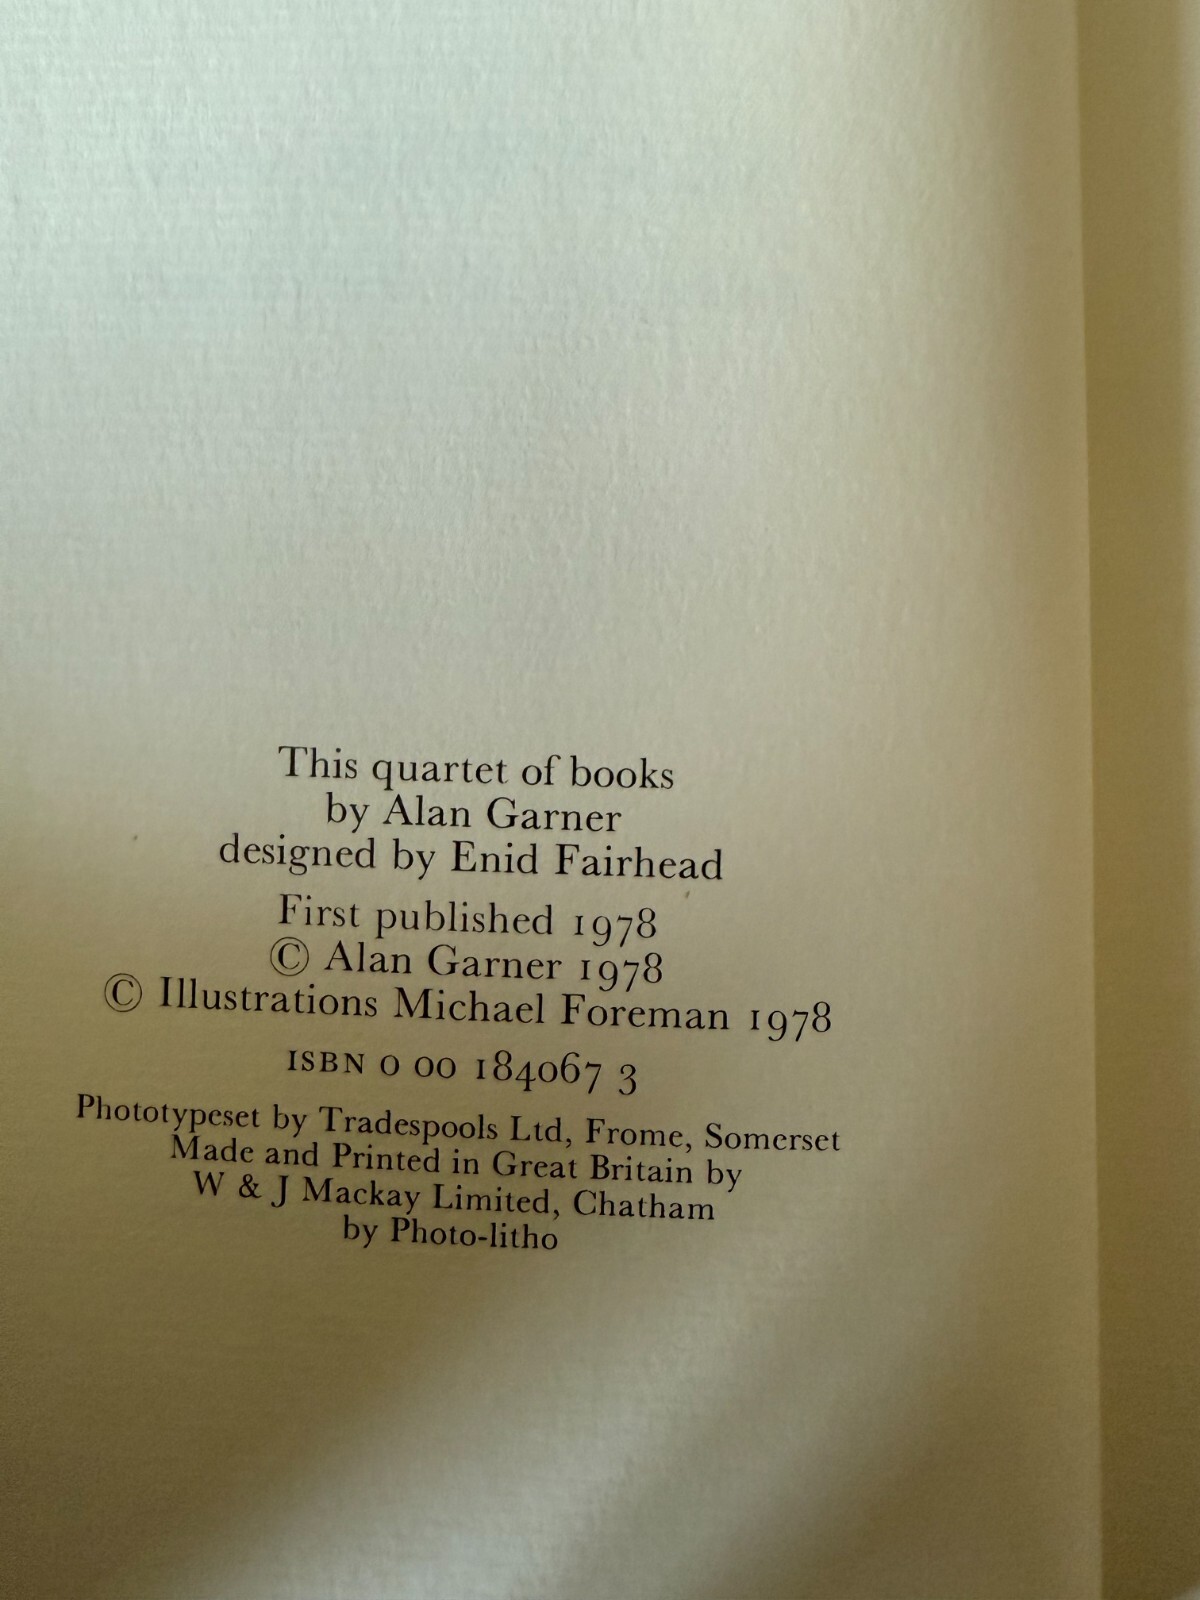 This quartet of books
by Alan Garner
designed by Enid Fairhead
First published 1978
© Alan Garner 1978
© Illustrations Michael Foreman 1978
ISBN 0 00 184067 3
Phototypeset by Tradespools Ltd, Frome, Somerset
Made and Printed in Great Britain by
W & J Mackay Limited, Chatham
by Photo-litho